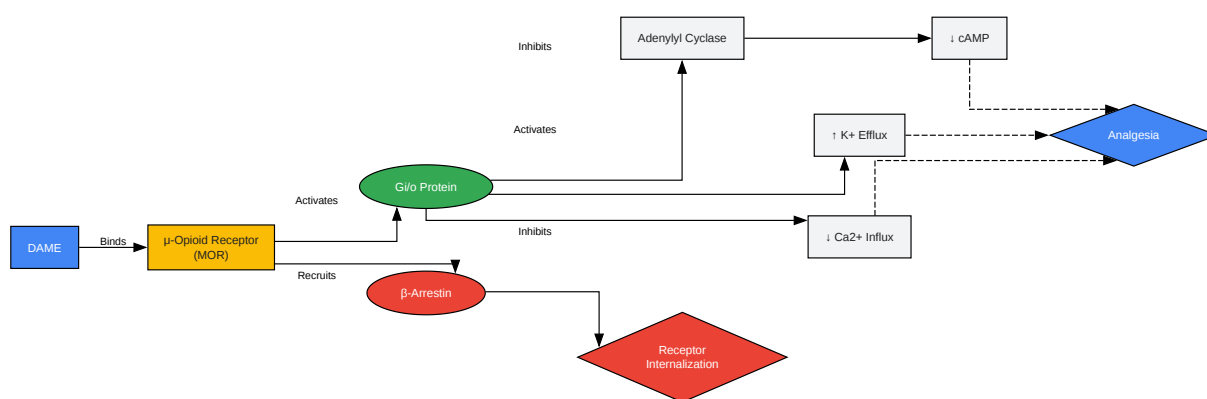 Inhibits
Adenylyl Cyclase
↓ cAMP
Activates
↑ K+ Efflux
Analgesia
Gi/o Protein
Activates
Inhibits
↓ Ca2+ Influx
DAME
Binds
μ-Opioid Receptor
(MOR)
Recruits
β-Arrestin
Receptor
Internalization